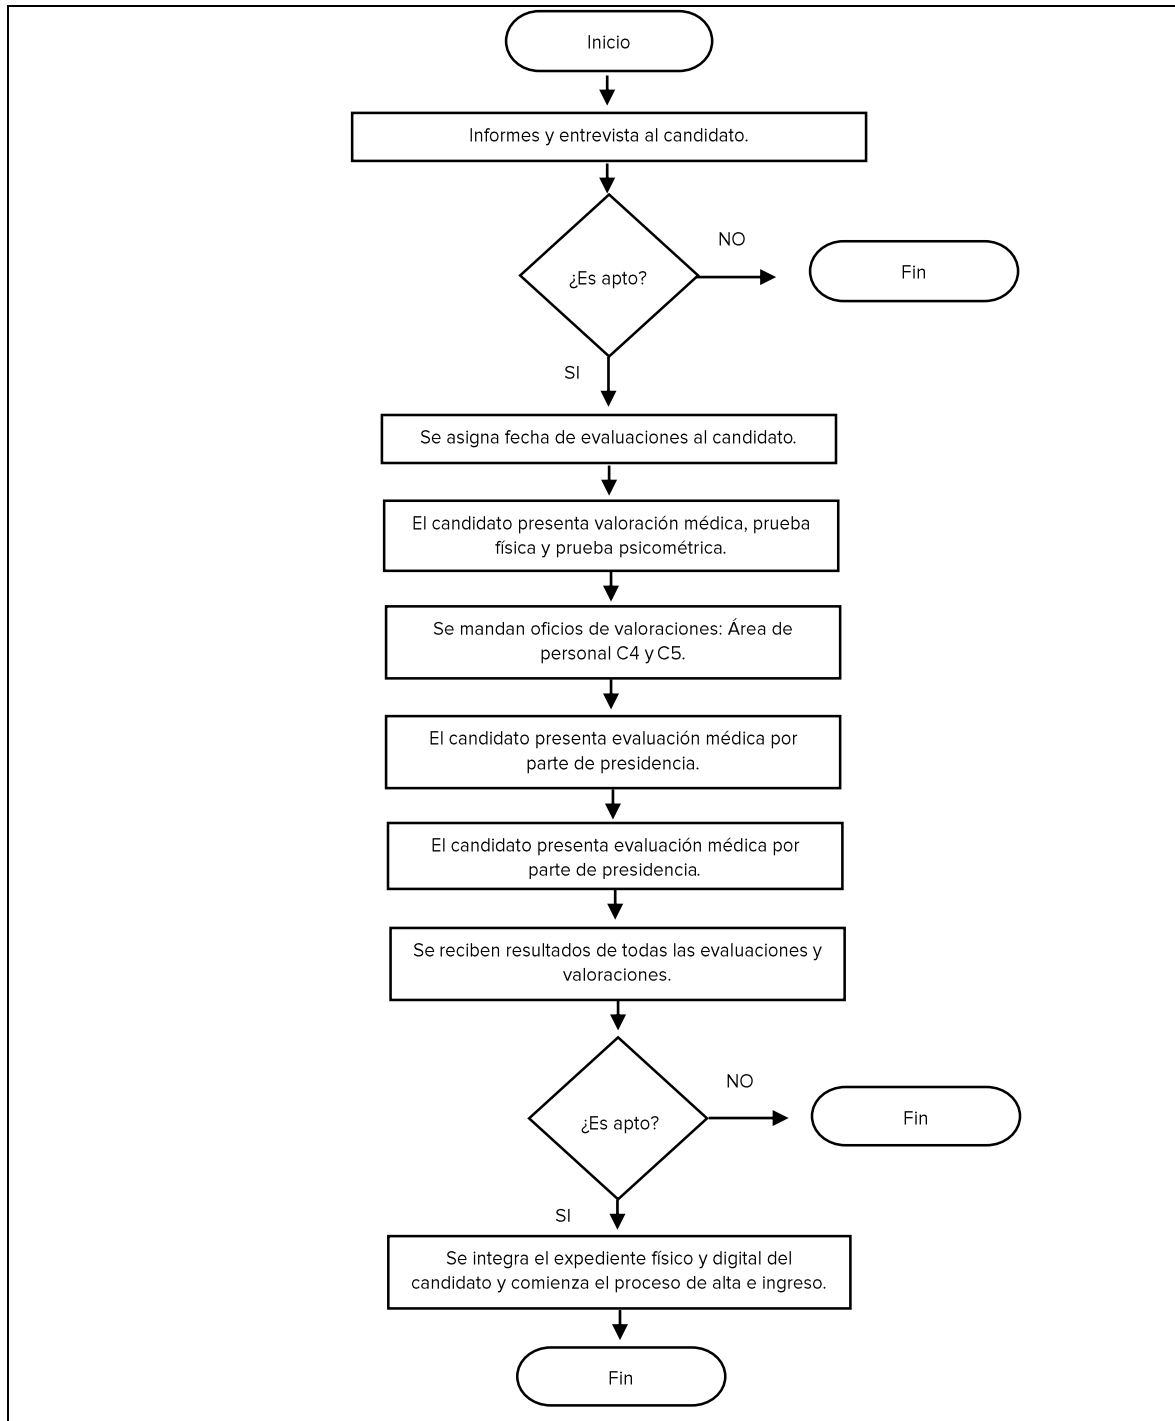 Inicio
Informes y entrevista al candidato.
¿Es apto?
NO
Fin
SI
Se asigna fecha de evaluaciones al candidato.
El candidato presenta valoración médica, prueba
física y prueba psicométrica.
Se mandan oficios de valoraciones: Área de
personal C4 y C5.
El candidato presenta evaluación médica por
parte de presidencia.
El candidato presenta evaluación médica por
parte de presidencia.
Se reciben resultados de todas las evaluaciones y
valoraciones.
¿Es apto?
NO
Fin
SI
Se integra el expediente físico y digital del
candidato y comienza el proceso de alta e ingreso.
Fin